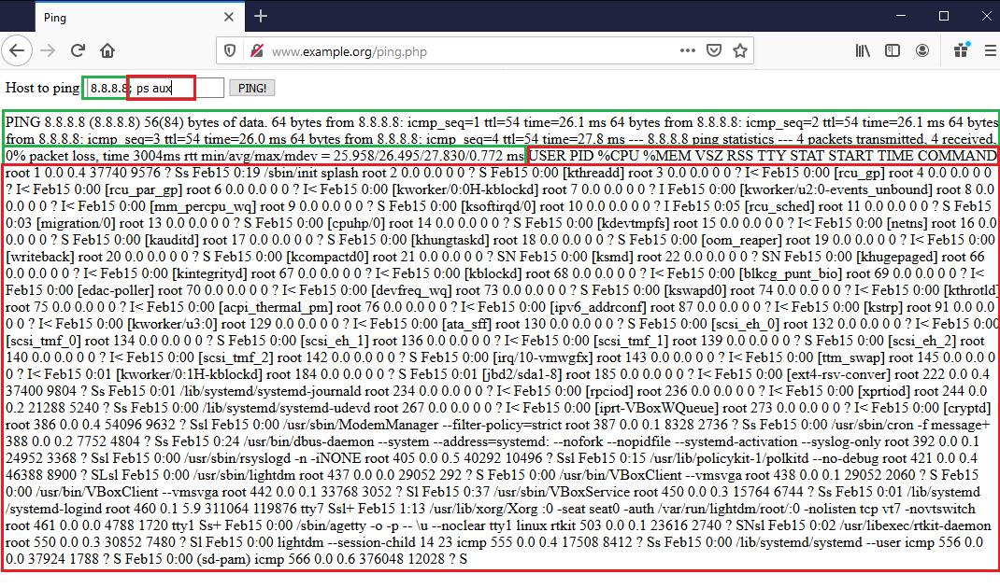 Ping
www.example.org/ping.php
Host to ping: 8.8.8.8; ps aux PING!
PING 8.8.8.8 (8.8.8.8) 56(84) bytes of data. 64 bytes from 8.8.8.8: icmp_seq=1 ttl=54 time=26.1 ms 64 bytes from 8.8.8.8: icmp_seq=2 ttl=54 time=26.1 ms 64 bytes
from 8.8.8.8: icmp_seq=3 ttl=54 time=26.0 ms 64 bytes from 8.8.8.8: icmp_seq=4 ttl=54 time=27.8 ms --- 8.8.8.8 ping statistics --- 4 packets transmitted, 4 received,
0% packet loss, time 3004ms rtt min/avg/max/mdev = 25.958/26.495/27.830/0.772 ms USER PID %CPU %MEM VSZ RSS TTY STAT START TIME COMMAND
root 1 0.0 0.4 37740 9576 ? Ss Feb15 0:19 /sbin/init splash root 2 0.0 0.0 0 0 ? S Feb15 0:00 [kthreadd] root 3 0.0 0.0 0 0 ? I< Feb15 0:00 [rcu_gp] root 4 0.0 0.0 0 0
? I< Feb15 0:00 [rcu_par_gp] root 6 0.0 0.0 0 0 ? I< Feb15 0:00 [kworker/0:0H-kblockd] root 7 0.0 0.0 0 0 ? I Feb15 0:00 [kworker/u2:0-events_unbound] root 8 0.0
0.0 0 0 ? I< Feb15 0:00 [mm_percpu_wq] root 9 0.0 0.0 0 0 ? S Feb15 0:00 [ksoftirqd/0] root 10 0.0 0.0 0 0 ? I Feb15 0:05 [rcu_sched] root 11 0.0 0.0 0 0 ? S Feb15
0:03 [migration/0] root 13 0.0 0.0 0 0 ? S Feb15 0:00 [cpuhp/0] root 14 0.0 0.0 0 0 ? S Feb15 0:00 [kdevtmpfs] root 15 0.0 0.0 0 0 ? I< Feb15 0:00 [netns] root 16 0.0
0.0 0 0 ? S Feb15 0:00 [kauditd] root 17 0.0 0.0 0 0 ? S Feb15 0:00 [khungtaskd] root 18 0.0 0.0 0 0 ? S Feb15 0:00 [oom_reaper] root 19 0.0 0.0 0 0 ? I< Feb15 0:00
[writeback] root 20 0.0 0.0 0 0 ? S Feb15 0:00 [kcompactd0] root 21 0.0 0.0 0 0 ? SN Feb15 0:00 [ksmd] root 22 0.0 0.0 0 0 ? SN Feb15 0:00 [khugepaged] root 66
0.0 0.0 0 0 ? I< Feb15 0:00 [kintegrityd] root 67 0.0 0.0 0 0 ? I< Feb15 0:00 [kblockd] root 68 0.0 0.0 0 0 ? I< Feb15 0:00 [blkcg_punt_bio] root 69 0.0 0.0 0 0 ? I<
Feb15 0:00 [edac-poller] root 70 0.0 0.0 0 0 ? I< Feb15 0:00 [devfreq_wq] root 73 0.0 0.0 0 0 ? S Feb15 0:00 [kswapd0] root 74 0.0 0.0 0 0 ? I< Feb15 0:00 [kthrotld]
root 75 0.0 0.0 0 0 ? I< Feb15 0:00 [acpi_thermal_pm] root 76 0.0 0.0 0 0 ? I< Feb15 0:00 [ipv6_addrconf] root 87 0.0 0.0 0 0 ? I< Feb15 0:00 [kstrp] root 91 0.0 0.0
0 0 ? I< Feb15 0:00 [kworker/u3:0] root 129 0.0 0.0 0 0 ? I< Feb15 0:00 [ata_sff] root 130 0.0 0.0 0 0 ? S Feb15 0:00 [scsi_eh_0] root 132 0.0 0.0 0 0 ? I< Feb15 0:00
[scsi_tmf_0] root 134 0.0 0.0 0 0 ? S Feb15 0:00 [scsi_eh_1] root 136 0.0 0.0 0 0 ? I< Feb15 0:00 [scsi_tmf_1] root 139 0.0 0.0 0 0 ? S Feb15 0:00 [scsi_eh_2] root
140 0.0 0.0 0 0 ? I< Feb15 0:00 [scsi_tmf_2] root 142 0.0 0.0 0 0 ? S Feb15 0:00 [irq/10-vmwgfx] root 143 0.0 0.0 0 0 ? I< Feb15 0:00 [ttm_swap] root 145 0.0 0.0 0
0 ? I< Feb15 0:01 [kworker/0:1H-kblockd] root 184 0.0 0.0 0 0 ? S Feb15 0:01 [jbd2/sda1-8] root 185 0.0 0.0 0 0 ? I< Feb15 0:00 [ext4-rsv-conver] root 222 0.0 0.4
37400 9804 ? Ss Feb15 0:01 /lib/systemd/systemd-journald root 234 0.0 0.0 0 0 ? I< Feb15 0:00 [rpciod] root 236 0.0 0.0 0 0 ? I< Feb15 0:00 [xprtiod] root 244 0.0
0.2 21288 5240 ? Ss Feb15 0:00 /lib/systemd/systemd-udevd root 267 0.0 0.0 0 0 ? I< Feb15 0:00 [iprt-VBoxWQueue] root 273 0.0 0.0 0 0 ? I< Feb15 0:00 [cryptd]
root 386 0.0 0.4 54096 9632 ? Ssl Feb15 0:00 /usr/sbin/ModemManager --filter-policy=strict root 387 0.0 0.1 8328 2736 ? Ss Feb15 0:00 /usr/sbin/cron -f message+
388 0.0 0.2 7752 4804 ? Ss Feb15 0:24 /usr/bin/dbus-daemon --system --address=systemd: --nofork --nopidfile --systemd-activation --syslog-only root 392 0.0 0.1
24952 3368 ? Ssl Feb15 0:00 /usr/sbin/rsyslogd -n -iNONE root 405 0.0 0.5 40292 10496 ? Ssl Feb15 0:15 /usr/lib/policykit-1/polkitd --no-debug root 421 0.0 0.4
46388 8900 ? SLsl Feb15 0:00 /usr/sbin/lightdm root 437 0.0 0.0 29052 292 ? S Feb15 0:00 /usr/bin/VBoxClient --vmsvga root 438 0.0 0.1 29052 2060 ? S Feb15
0:00 /usr/bin/VBoxClient --vmsvga root 442 0.0 0.1 33768 3052 ? Sl Feb15 0:37 /usr/sbin/VBoxService root 450 0.0 0.3 15764 6744 ? Ss Feb15 0:01 /lib/systemd
/systemd-logind root 460 0.1 5.9 311064 119876 tty7 Ssl+ Feb15 1:13 /usr/lib/xorg/Xorg :0 -seat seat0 -auth /var/run/lightdm/root/:0 -nolisten tcp vt7 -novtswitch
root 461 0.0 0.0 4788 1720 tty1 Ss+ Feb15 0:00 /sbin/agetty -o -p -- \u --noclear tty1 linux rtkit 503 0.0 0.1 23616 2740 ? SNsl Feb15 0:02 /usr/libexec/rtkit-daemon
root 550 0.0 0.3 30852 7480 ? Sl Feb15 0:00 lightdm --session-child 14 23 icmp 555 0.0 0.4 17508 8412 ? Ss Feb15 0:00 /lib/systemd/systemd --user icmp 556 0.0
0.0 37924 1788 ? S Feb15 0:00 (sd-pam) icmp 566 0.0 0.6 376048 12028 ? S